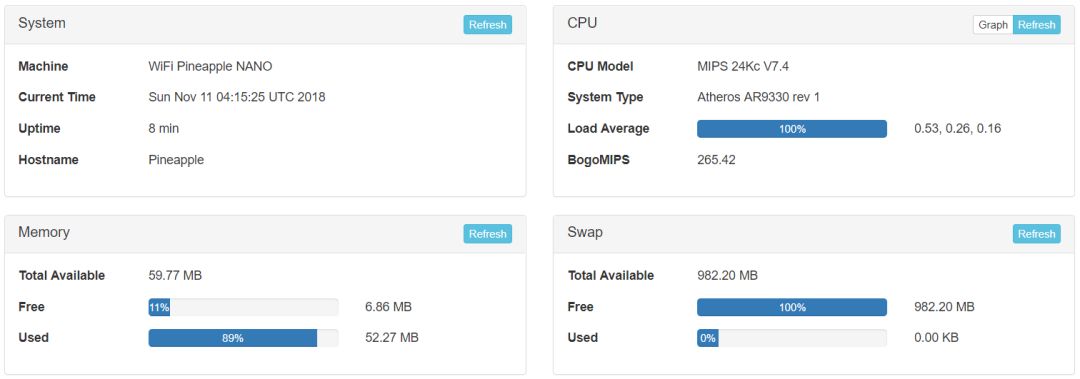 System Refresh
Machine WiFi Pineapple NANO
Current Time Sun Nov 11 04:15:25 UTC 2018
Uptime 8 min
Hostname Pineapple
CPU Graph Refresh
CPU Model MIPS 24Kc V7.4
System Type Atheros AR9330 rev 1
Load Average 100% 0.53, 0.26, 0.16
BogoMIPS 265.42
Memory Refresh
Total Available 59.77 MB
Free 11% 6.86 MB
Used 89% 52.27 MB
Swap Refresh
Total Available 982.20 MB
Free 100% 982.20 MB
Used 0% 0.00 KB